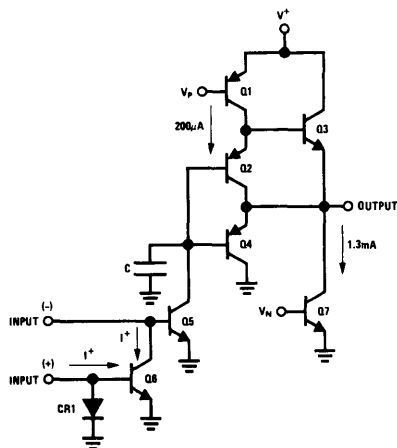 V+
VP
Q1
Q3
200μA
Q2
OUTPUT
C
Q4
1.3mA
(-)
INPUT
Q5
VN
Q7
I+
(+)
I+
INPUT
Q6
CR1